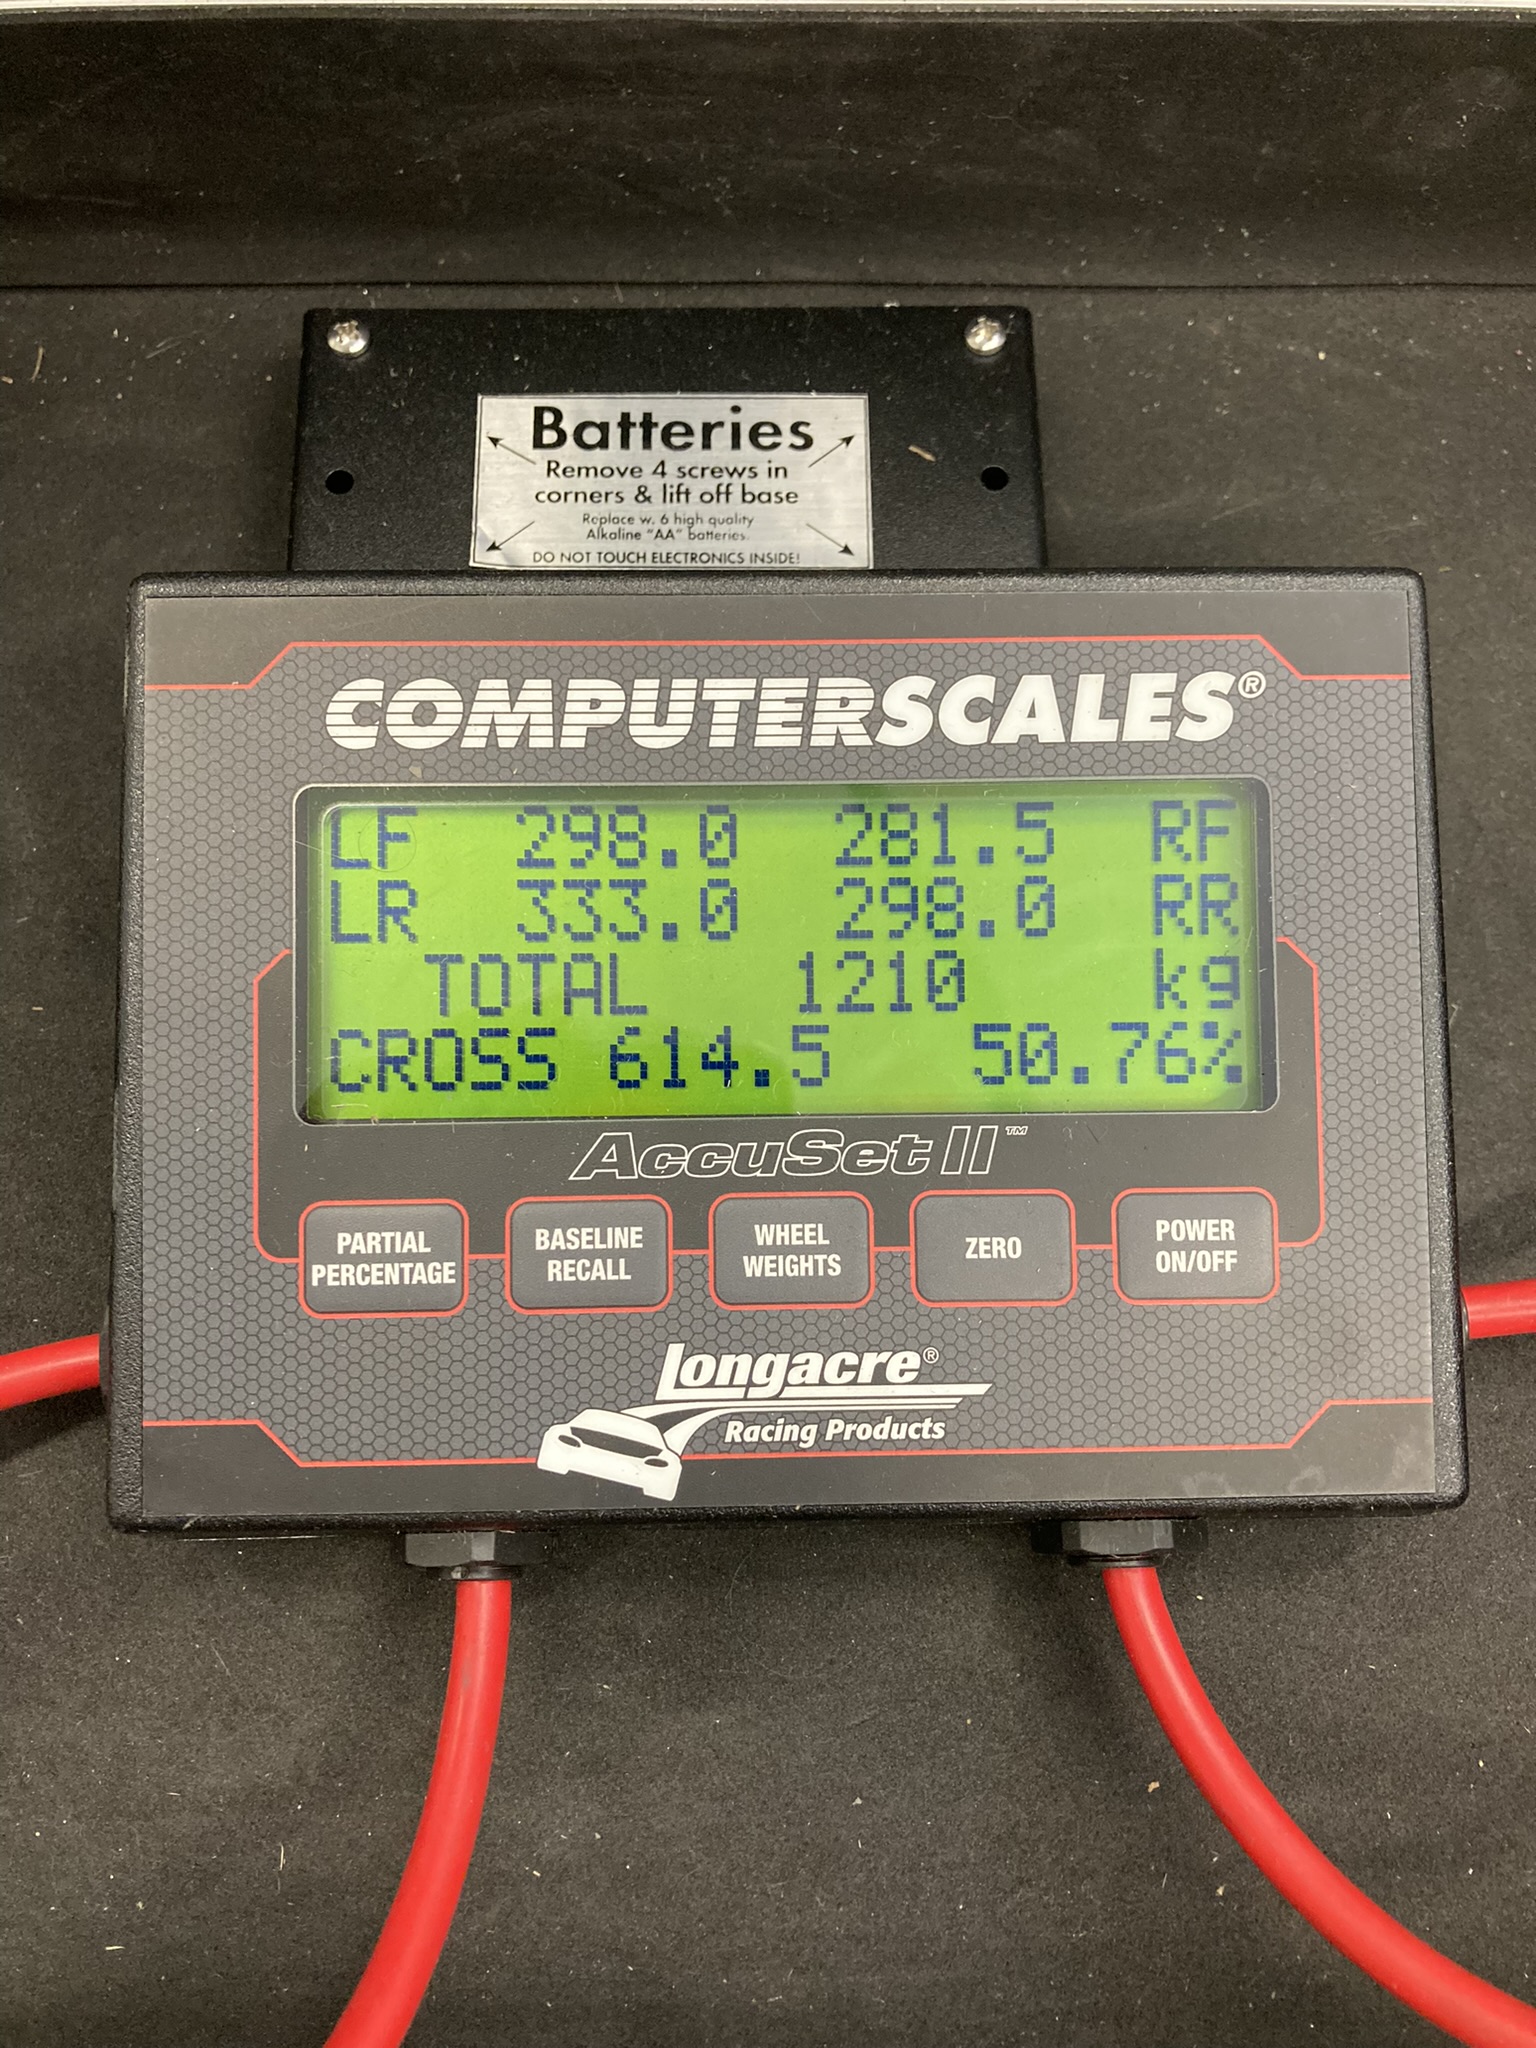 Batteries
Remove 4 screws in
corners & lift off base
Replace w. 6 high quality
Alkaline "AA" batteries.
DO NOT TOUCH ELECTRONICS INSIDE!
COMPUTERSCALES®
LF 298.0 281.5 RF
LR 333.0 298.0 RR
TOTAL 1210 kg
CROSS 614.5 50.76%
AccuSet II™
PARTIAL
PERCENTAGE
BASELINE
RECALL
WHEEL
WEIGHTS
ZERO
POWER
ON/OFF
Longacre®
Racing Products